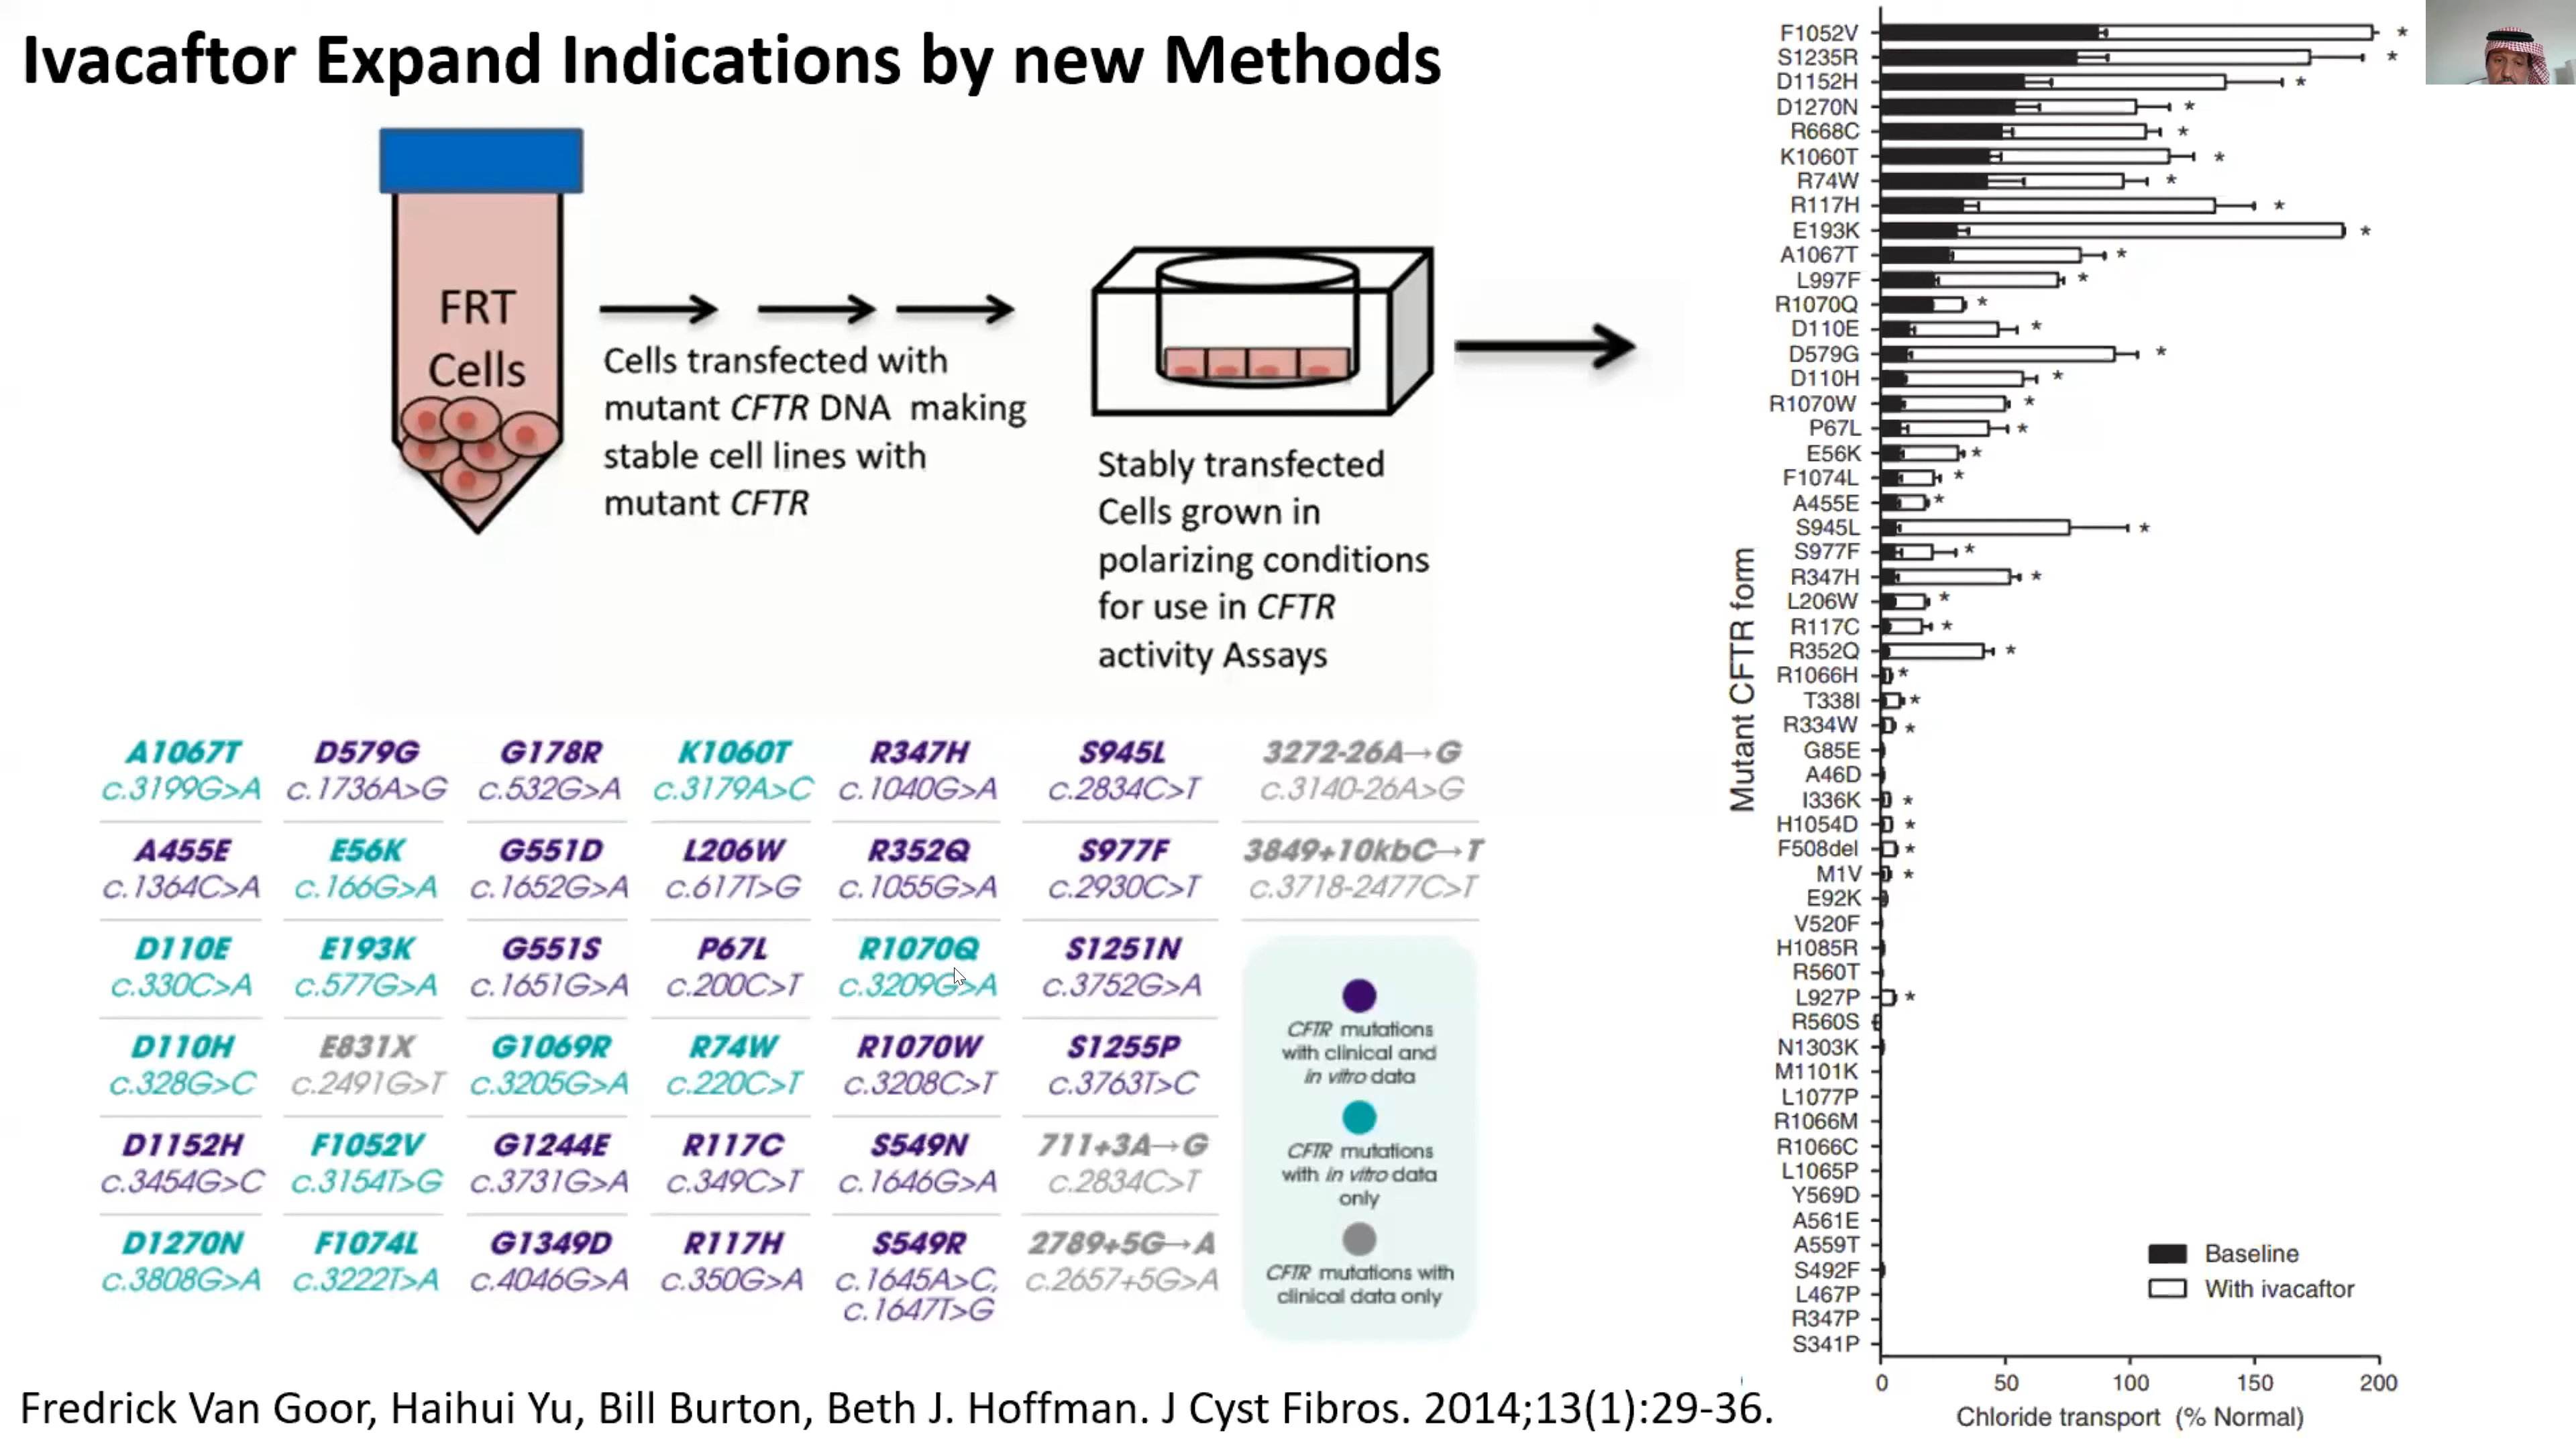 Ivacaftor Expand Indications by new Methods
FRT
Cells
Cells transfected with
mutant CFTR DNA making
stable cell lines with
mutant CFTR
Stably transfected
Cells grown in
polarizing conditions
for use in CFTR
activity Assays
A1067T D579G G178R K1060T R347H S945L 3272-26A→G
c.3199G>A c.1736A>G c.532G>A c.3179A>C c.1040G>A c.2834C>T c.3140-26A>G
A455E E56K G551D L206W R352Q S977F 3849+10kbC→T
c.1364C>A c.166G>A c.1652G>A c.617T>G c.1055G>A c.2930C>T c.3718-2477C>T
D110E E193K G551S P67L R1070Q S1251N
c.330C>A c.577G>A c.1651G>A c.200C>T c.3209G>A c.3752G>A
D110H E831X G1069R R74W R1070W S1255P
c.328G>C c.2491G>T c.3205G>A c.220C>T c.3208C>T c.3763T>C
D1152H F1052V G1244E R117C S549N 711+3A→G
c.3454G>C c.3154T>G c.3731G>A c.349C>T c.1646G>A c.2834C>T
D1270N F1074L G1349D R117H S549R 2789+5G→A
c.3808G>A c.3222T>A c.4046G>A c.350G>A c.1645A>C, c.2657+5G>A
c.1647T>G
CFTR mutations
with clinical and
in vitro data
CFTR mutations
with in vitro data
only
CFTR mutations with
clinical data only
Mutant CFTR form
F1052V *
S1235R *
D1152H *
D1270N *
R668C *
K1060T *
R74W *
R117H *
E193K *
A1067T *
L997F *
R1070Q *
D110E *
D579G *
D110H *
R1070W *
P67L *
E56K *
F1074L *
A455E *
S945L *
S977F *
R347H *
L206W *
R117C *
R352Q *
R1066H *
T338I *
R334W *
G85E
A46D
I336K *
H1054D *
F508del *
M1V *
E92K
V520F
H1085R
R560T
L927P *
R560S
N1303K
M1101K
L1077P
R1066M
R1066C
L1065P
Y569D
A561E
A559T
S492F
L467P
R347P
S341P
Baseline
With ivacaftor
0 50 100 150 200
Chloride transport (% Normal)
Fredrick Van Goor, Haihui Yu, Bill Burton, Beth J. Hoffman. J Cyst Fibros. 2014;13(1):29-36.